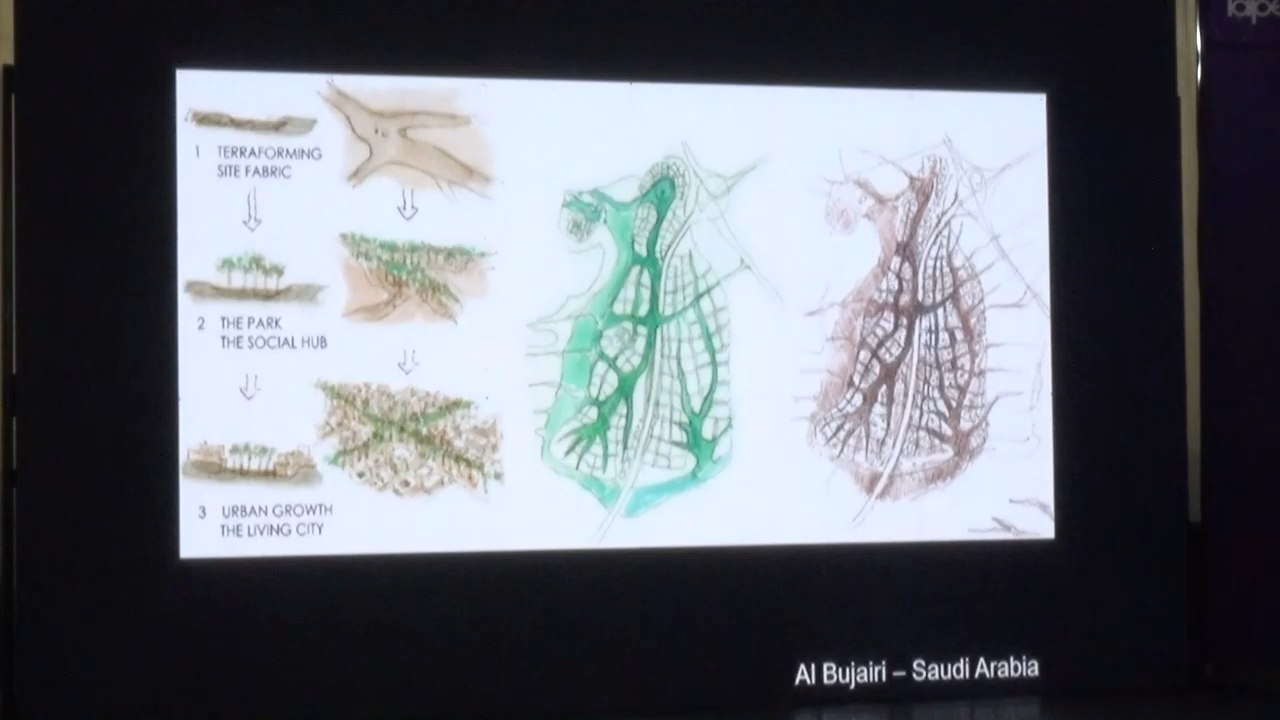 1 TERRAFORMING
SITE FABRIC
2 THE PARK
THE SOCIAL HUB
3 URBAN GROWTH
THE LIVING CITY
Al Bujairi – Saudi Arabia